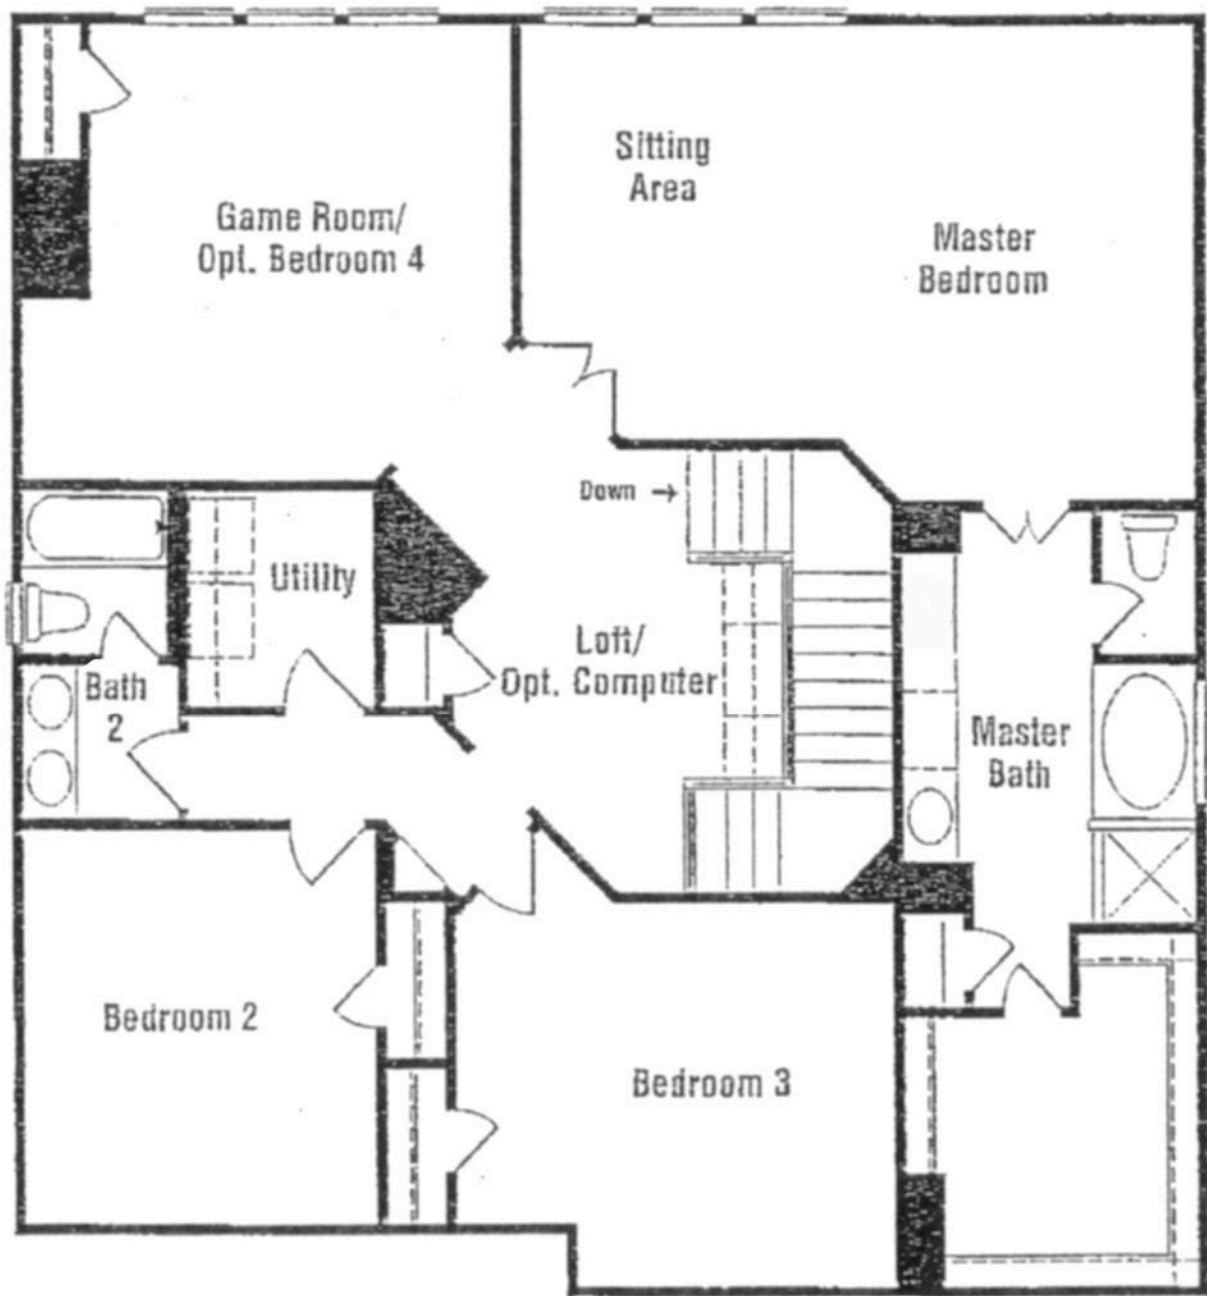 Sitting
Area
Game Room/
Opt. Bedroom 4
Master
Bedroom
Down →
Utility
Loft/
Opt. Computer
Bath
2
Master
Bath
Bedroom 2
Bedroom 3